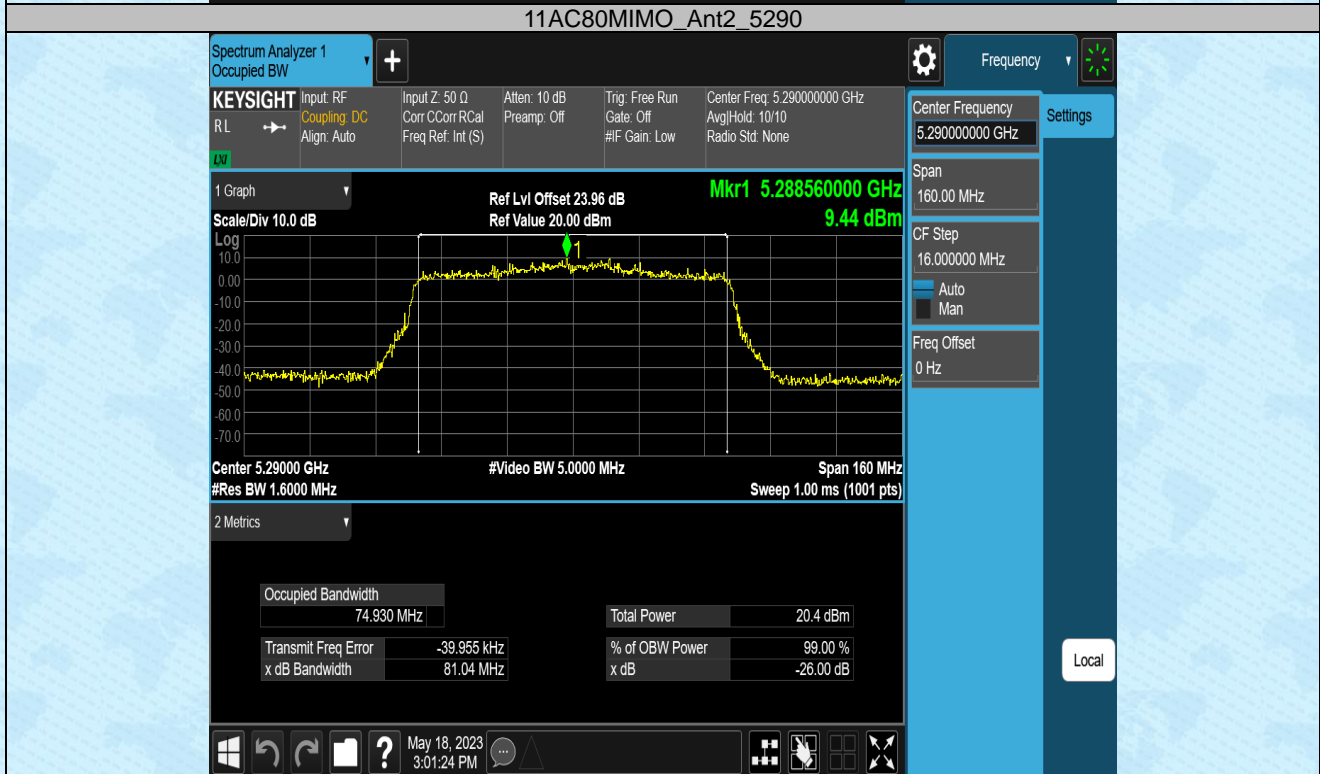 11AC80MIMO_Ant2_5290
Spectrum Analyzer 1
Occupied BW
Frequency
KEYSIGHT
R L
LXI
Input: RF
Coupling: DC
Align: Auto
Input Z: 50 Ω
Corr CCorr RCal
Freq Ref: Int (S)
Atten: 10 dB
Preamp: Off
Trig: Free Run
Gate: Off
#IF Gain: Low
Center Freq: 5.290000000 GHz
Avg|Hold: 10/10
Radio Std: None
Center Frequency
5.290000000 GHz
Settings
Span
160.00 MHz
CF Step
16.000000 MHz
Auto
Man
Freq Offset
0 Hz
1 Graph
Scale/Div 10.0 dB
Ref Lvl Offset 23.96 dB
Ref Value 20.00 dBm
Mkr1 5.288560000 GHz
9.44 dBm
Log
1
10.0
0.00
-10.0
-20.0
-30.0
-40.0
-50.0
-60.0
-70.0
Center 5.29000 GHz
#Video BW 5.0000 MHz
Span 160 MHz
#Res BW 1.6000 MHz
Sweep 1.00 ms (1001 pts)
2 Metrics
Occupied Bandwidth
74.930 MHz
Total Power 20.4 dBm
Transmit Freq Error -39.955 kHz
% of OBW Power 99.00 %
x dB Bandwidth 81.04 MHz
x dB -26.00 dB
Local
?
May 18, 2023
3:01:24 PM